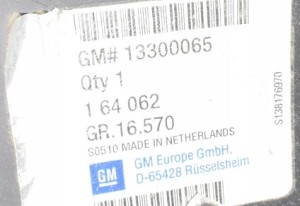 GM# 13300065
Qty 1
1 64 062
GR.16.570
S0510 MADE IN NETHERLANDS
GM
GM Europe GmbH,
D-65428 Rüsselsheim
S138176970